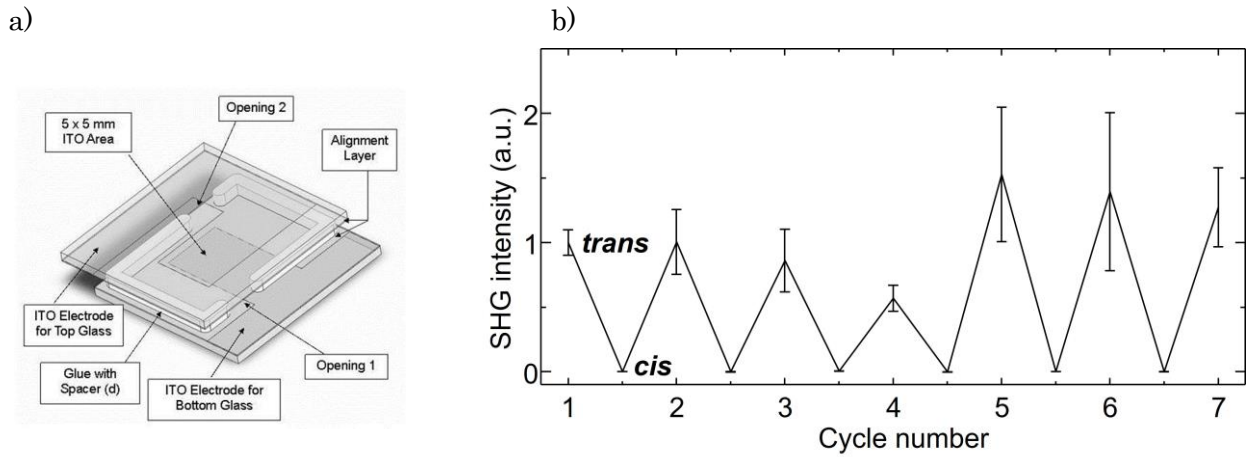 a)
Opening 2
5 x 5 mm
ITO Area
Alignment
Layer
ITO Electrode
for Top Glass
Glue with
Spacer (d)
ITO Electrode for
Bottom Glass
Opening 1
b)
SHG intensity (a.u.)
2
1
0
trans
cis
1 2 3 4 5 6 7
Cycle number